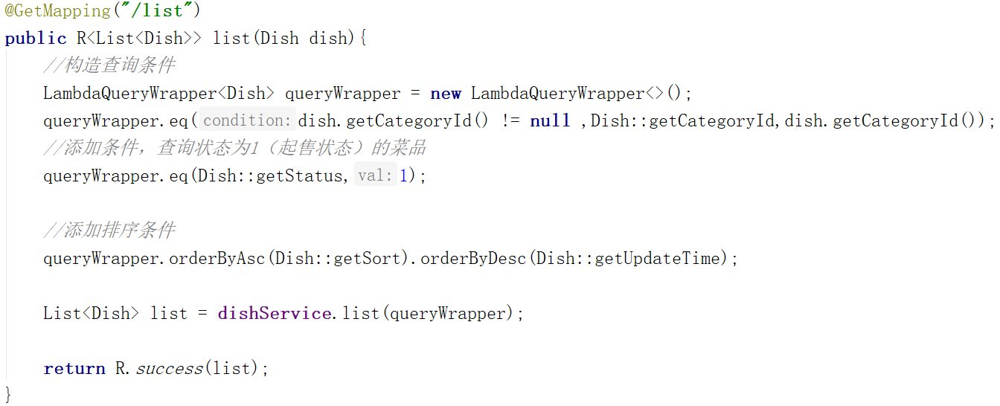 @GetMapping("/list")
public R<List<Dish>> list(Dish dish){
//构造查询条件
LambdaQueryWrapper<Dish> queryWrapper = new LambdaQueryWrapper<>();
queryWrapper.eq( condition: dish.getCategoryId() != null ,Dish::getCategoryId,dish.getCategoryId());
//添加条件，查询状态为1（起售状态）的菜品
queryWrapper.eq(Dish::getStatus, val: 1);
//添加排序条件
queryWrapper.orderByAsc(Dish::getSort).orderByDesc(Dish::getUpdateTime);
List<Dish> list = dishService.list(queryWrapper);
return R.success(list);
}